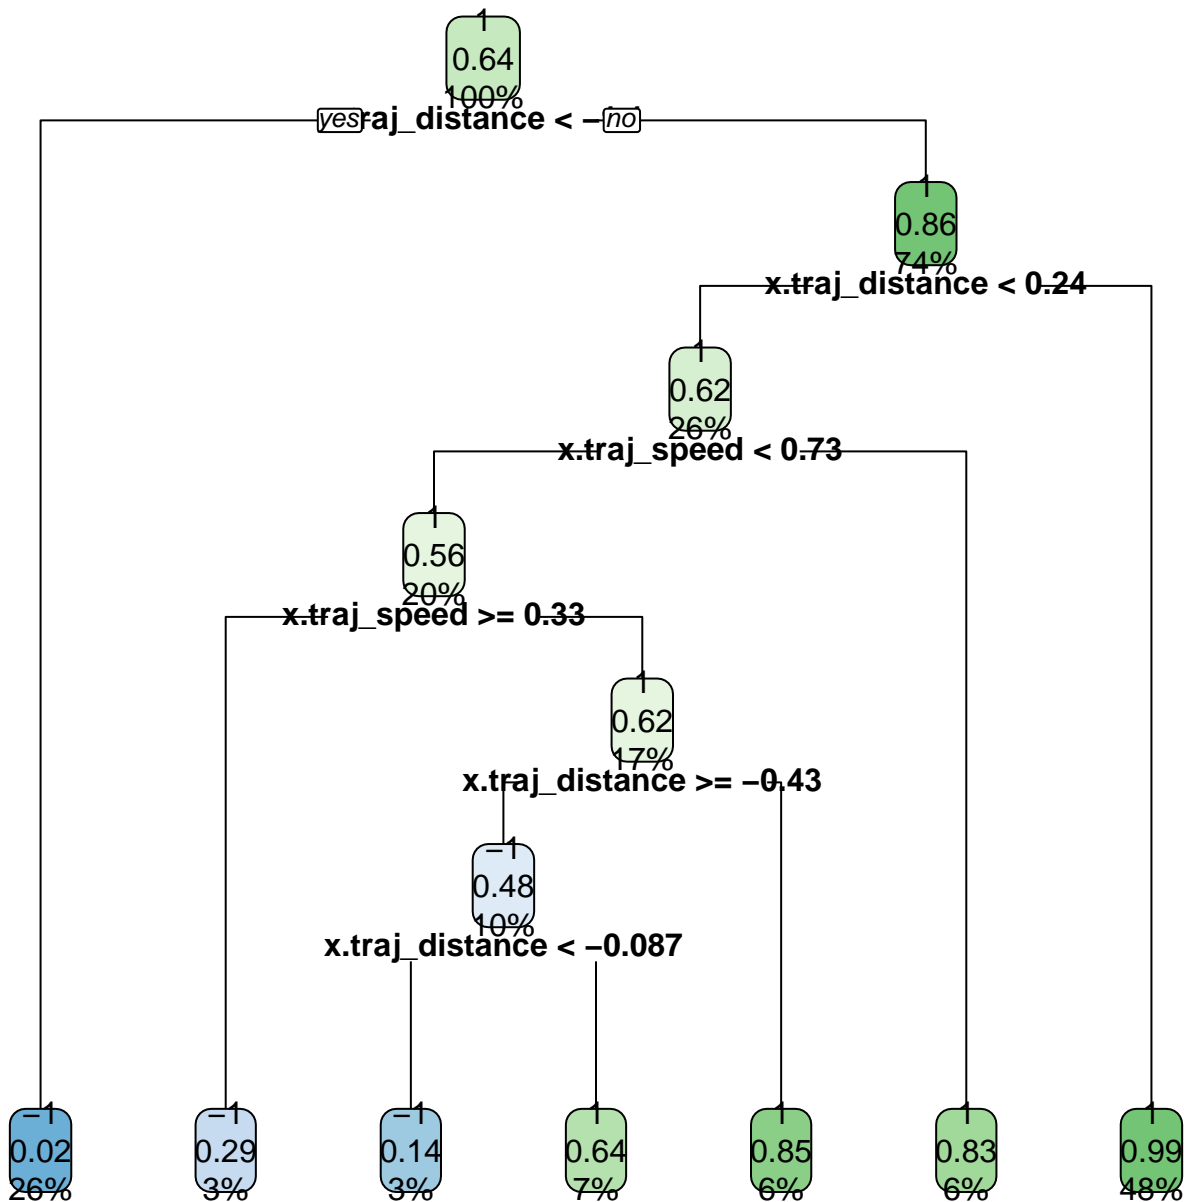 1
0.64
100%
yes raj_distance < − no
1
0.86
74%
x.traj_distance < 0.24
1
0.62
26%
x.traj_speed < 0.73
1
0.56
20%
x.traj_speed >= 0.33
1
0.62
17%
x.traj_distance >= −0.43
−1
0.48
10%
x.traj_distance < −0.087
−1 −1 −1 1 1 1 1
0.02 0.29 0.14 0.64 0.85 0.83 0.99
26% 3% 3% 7% 6% 6% 48%